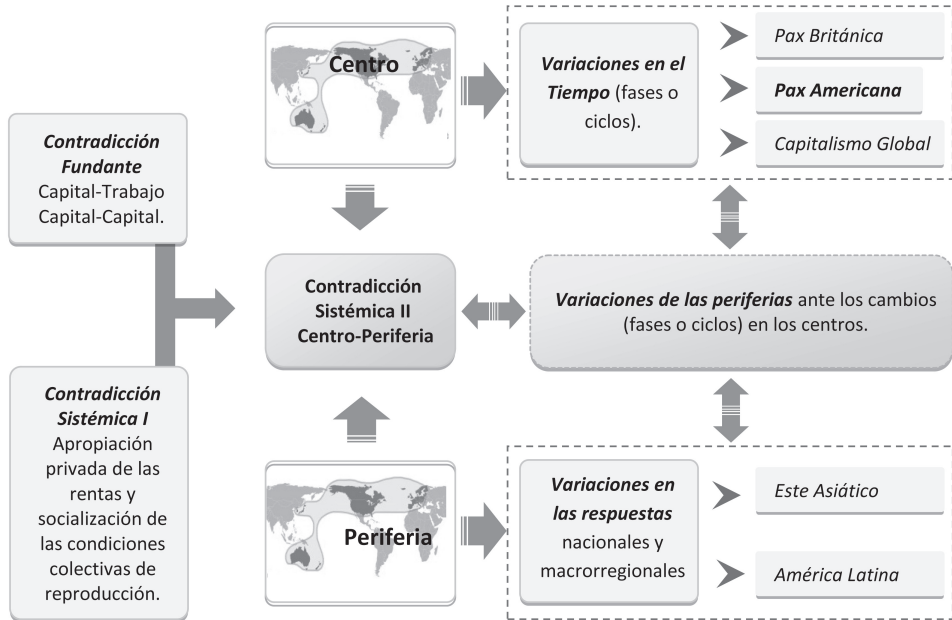 Contradicción
Fundante
Capital-Trabajo
Capital-Capital.
Contradicción
Sistémica I
Apropiación
privada de las
rentas y
socialización de
las condiciones
colectivas de
reproducción.
Centro
Contradicción
Sistémica II
Centro-Periferia
Periferia
Variaciones en el
Tiempo (fases o
ciclos).
Pax Británica
Pax Americana
Capitalismo Global
Variaciones de las periferias ante los cambios
(fases o ciclos) en los centros.
Variaciones en
las respuestas
nacionales y
macrorregionales
Este Asiático
América Latina